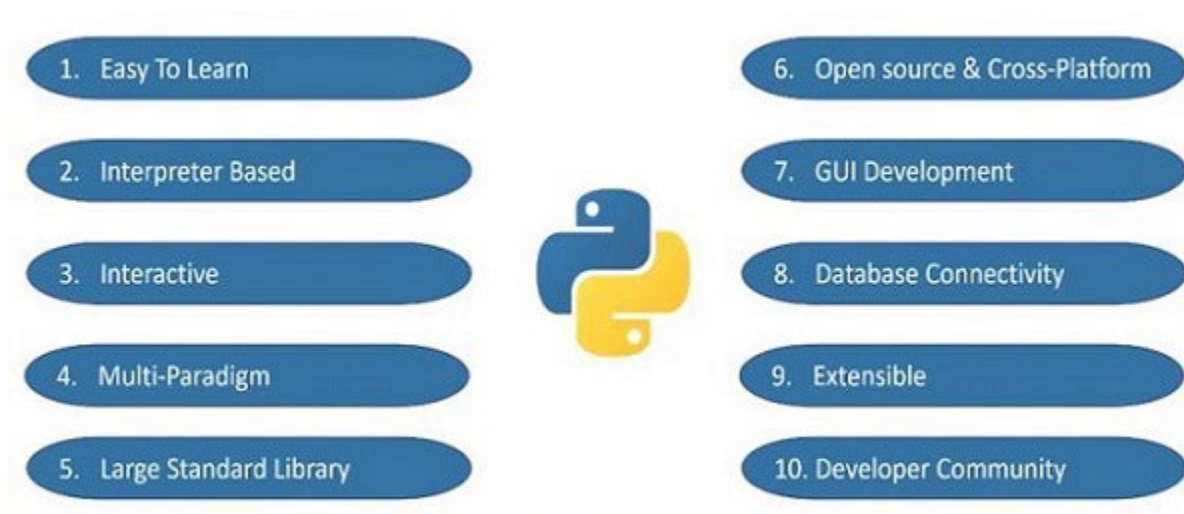 1. Easy To Learn
2. Interpreter Based
3. Interactive
4. Multi-Paradigm
5. Large Standard Library
6. Open source & Cross-Platform
7. GUI Development
8. Database Connectivity
9. Extensible
10. Developer Community